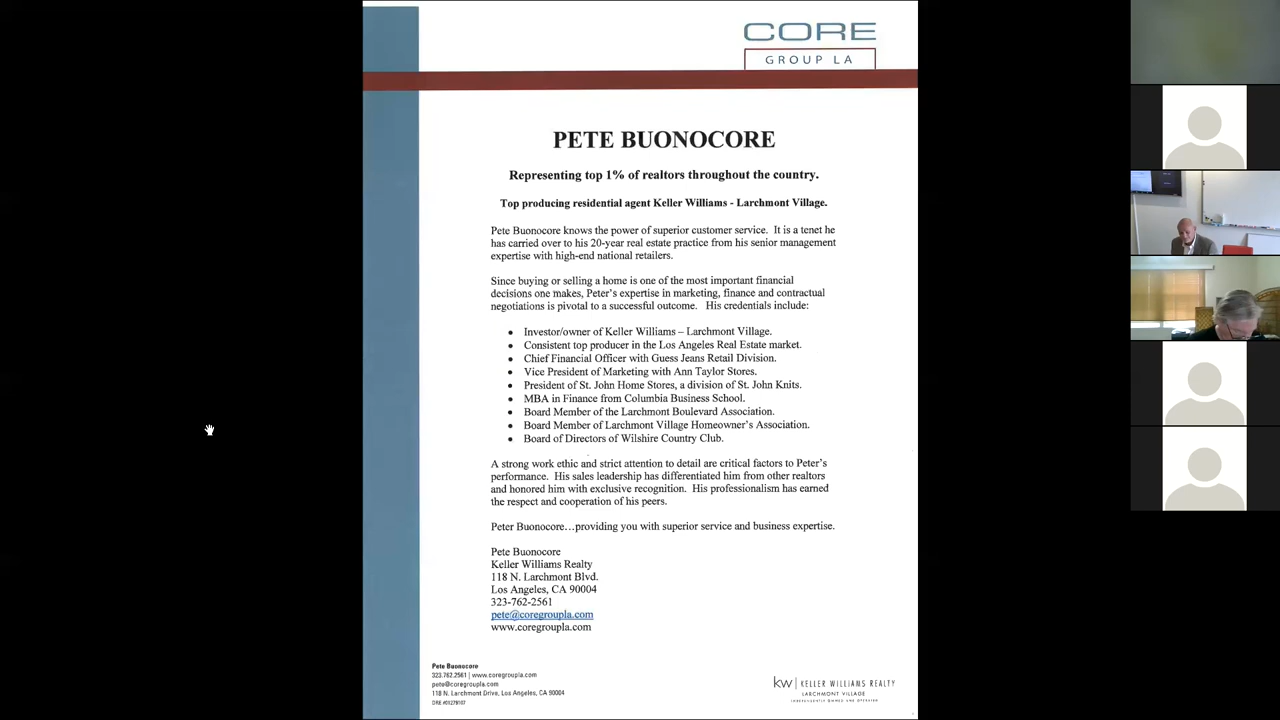 CORE
GROUP LA
PETE BUONOCORE
Representing top 1% of realtors throughout the country.
Top producing residential agent Keller Williams - Larchmont Village.
Pete Buonocore knows the power of superior customer service. It is a tenet he
has carried over to his 20-year real estate practice from his senior management
expertise with high-end national retailers.
Since buying or selling a home is one of the most important financial
decisions one makes, Peter's expertise in marketing, finance and contractual
negotiations is pivotal to a successful outcome. His credentials include:
• Investor/owner of Keller Williams – Larchmont Village.
• Consistent top producer in the Los Angeles Real Estate market.
• Chief Financial Officer with Guess Jeans Retail Division.
• Vice President of Marketing with Ann Taylor Stores.
• President of St. John Home Stores, a division of St. John Knits.
• MBA in Finance from Columbia Business School.
• Board Member of the Larchmont Boulevard Association.
• Board Member of Larchmont Village Homeowner's Association.
• Board of Directors of Wilshire Country Club.
A strong work ethic and strict attention to detail are critical factors to Peter's
performance. His sales leadership has differentiated him from other realtors
and honored him with exclusive recognition. His professionalism has earned
the respect and cooperation of his peers.
Peter Buonocore…providing you with superior service and business expertise.
Pete Buonocore
Keller Williams Realty
118 N. Larchmont Blvd.
Los Angeles, CA 90004
323-762-2561
pete@coregroupla.com
www.coregroupla.com
Pete Buonocore
323.762.2561 | www.coregroupla.com
pete@coregroupla.com
118 N. Larchmont Drive, Los Angeles, CA 90004
DRE #01279107
kw | KELLER WILLIAMS REALTY
LARCHMONT VILLAGE
INDEPENDENTLY OWNED AND OPERATED